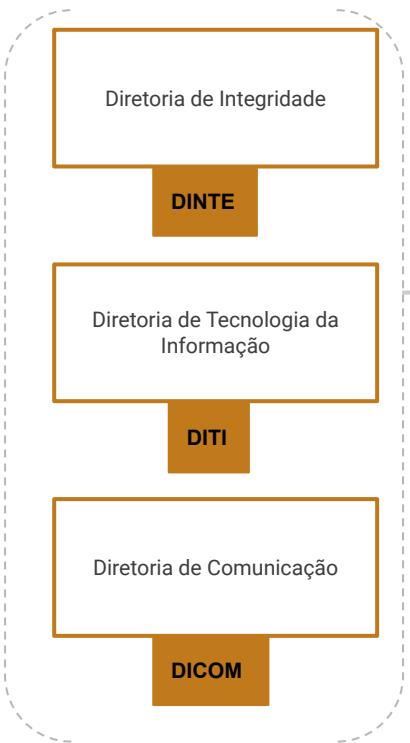 Diretoria de Integridade
DINTE
Diretoria de Tecnologia da
Informação
DITI
Diretoria de Comunicação
DICOM